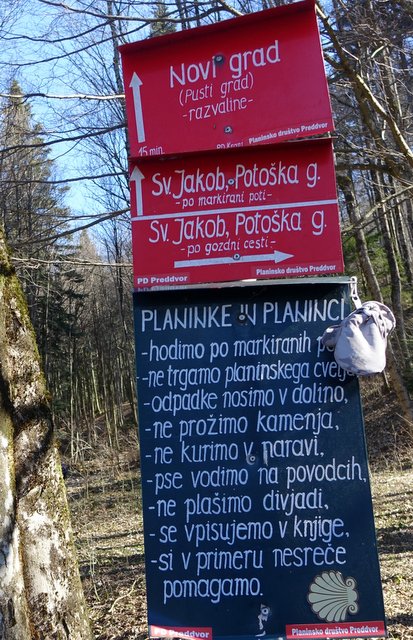 Novi grad
(Pusti grad)
-razvaline-
15 min.
Planinsko društvo Preddvor
Sv. Jakob, Potoška g.
-po markirani poti-
Sv. Jakob, Potoška g.
-po gozdni cesti-
PD Preddvor
Planinsko društvo Preddvor
PLANINKE IN PLANINCI
-hodimo po markiranih
-ne trgamo planinskega
-odpadke nosimo v dolino,
-ne prožimo kamenja,
-ne kurimo v naravi,
-pse vodimo na povodcih,
-ne plašimo divjadi,
-se vpisujemo v knjige,
-si v primeru nesreče
pomagamo.
PD Preddvor
Planinsko društvo Preddvor